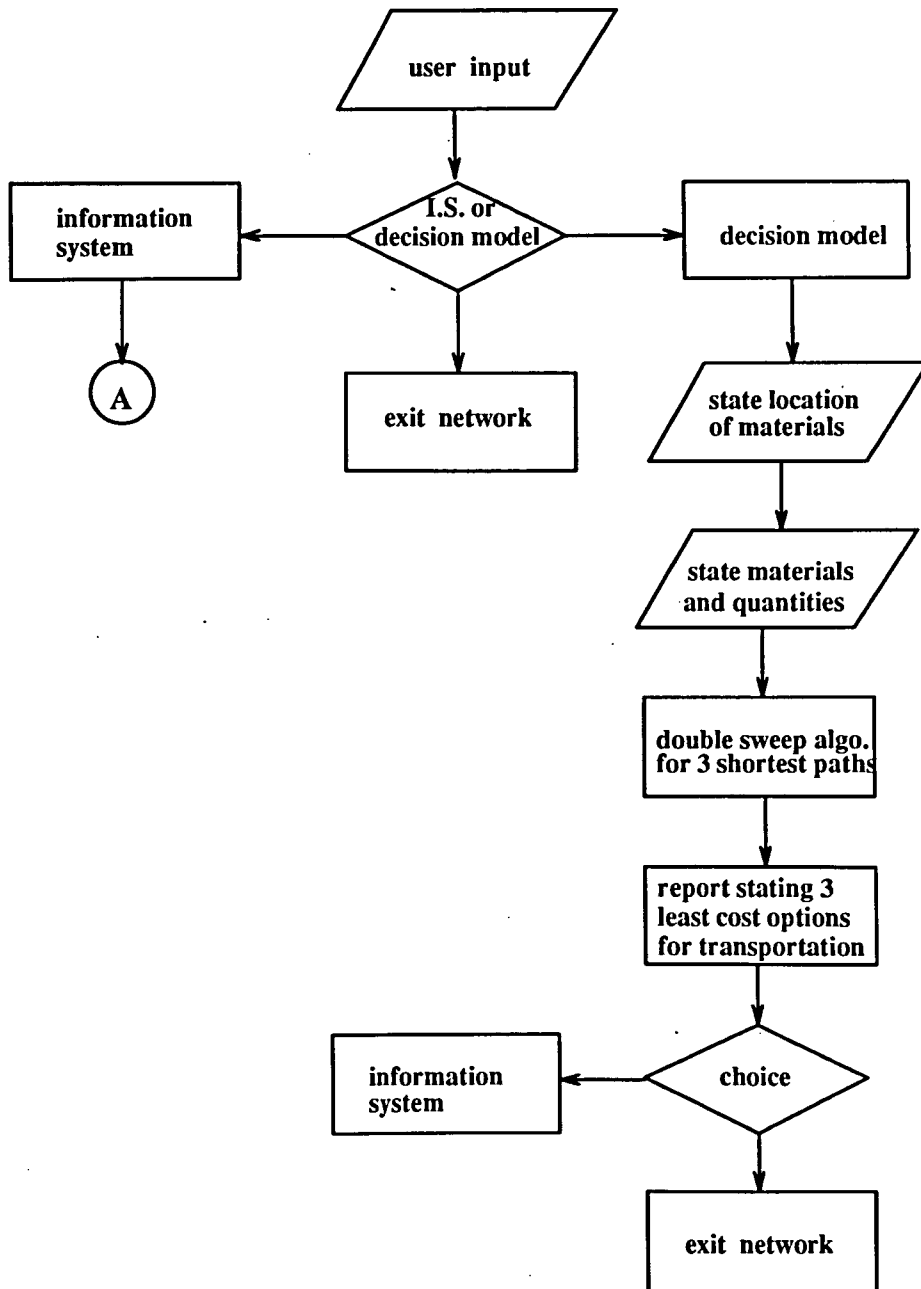 user input
I.S. or
decision model
information
system
decision model
A
exit network
state location
of materials
state materials
and quantities
double sweep algo.
for 3 shortest paths
report stating 3
least cost options
for transportation
choice
information
system
exit network